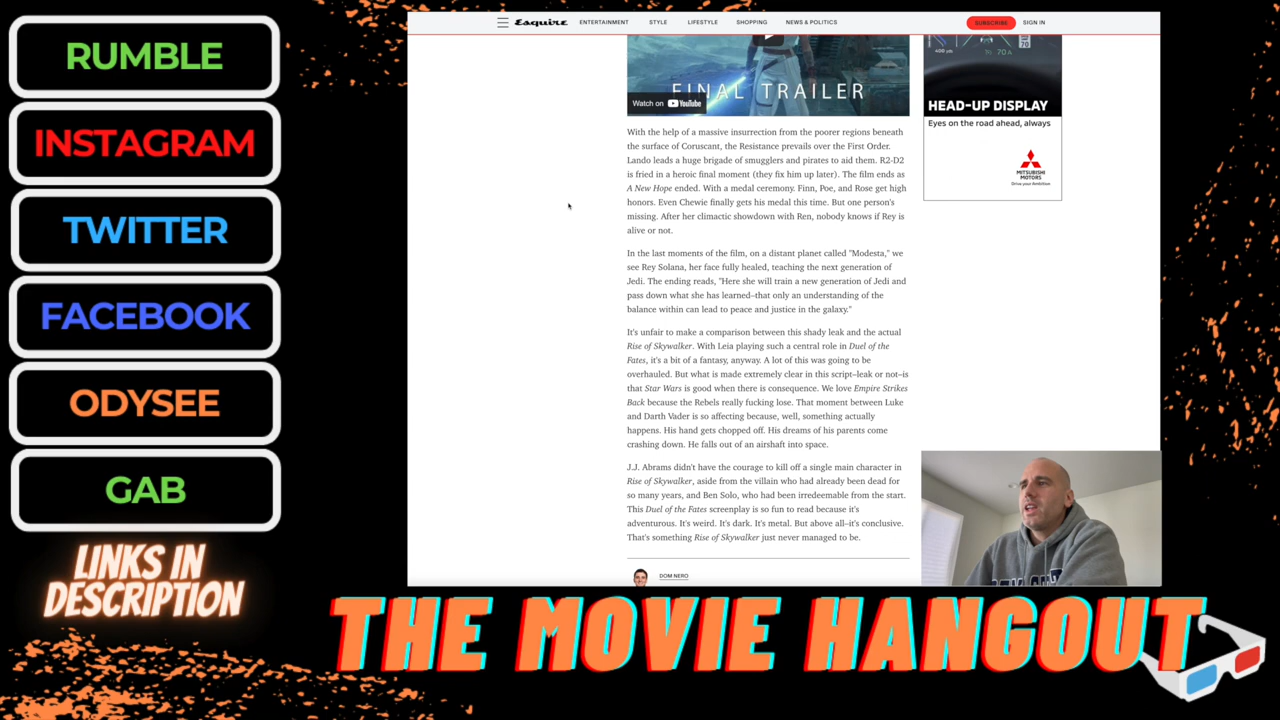 RUMBLE
INSTAGRAM
TWITTER
FACEBOOK
ODYSEE
GAB
LINKS IN
DESCRIPTION
Esquire
ENTERTAINMENT
STYLE
LIFESTYLE
SHOPPING
NEWS & POLITICS
SUBSCRIBE
SIGN IN
FINAL TRAILER
Watch on YouTube
With the help of a massive insurrection from the poorer regions beneath
the surface of Coruscant, the Resistance prevails over the First Order.
Lando leads a huge brigade of smugglers and pirates to aid them. R2-D2
is fried in a heroic final moment (they fix him up later). The film ends as
A New Hope ended. With a medal ceremony. Finn, Poe, and Rose get high
honors. Even Chewie finally gets his medal this time. But one person's
missing. After her climactic showdown with Ren, nobody knows if Rey is
alive or not.
In the last moments of the film, on a distant planet called "Modesta," we
see Rey Solana, her face fully healed, teaching the next generation of
Jedi. The ending reads, "Here she will train a new generation of Jedi and
pass down what she has learned–that only an understanding of the
balance within can lead to peace and justice in the galaxy."
It's unfair to make a comparison between this shady leak and the actual
Rise of Skywalker. With Leia playing such a central role in Duel of the
Fates, it's a bit of a fantasy, anyway. A lot of this was going to be
overhauled. But what is made extremely clear in this script–leak or not–is
that Star Wars is good when there is consequence. We love Empire Strikes
Back because the Rebels really fucking lose. That moment between Luke
and Darth Vader is so affecting because, well, something actually
happens. His hand gets chopped off. His dreams of his parents come
crashing down. He falls out of an airshaft into space.
J.J. Abrams didn't have the courage to kill off a single main character in
Rise of Skywalker, aside from the villain who had already been dead for
so many years, and Ben Solo, who had been irredeemable from the start.
This Duel of the Fates screenplay is so fun to read because it's
adventurous. It's weird. It's dark. It's metal. But above all–it's conclusive.
That's something Rise of Skywalker just never managed to be.
DOM NERO
HEAD-UP DISPLAY
Eyes on the road ahead, always
MITSUBISHI
MOTORS
Drive your Ambition
THE MOVIE HANGOUT